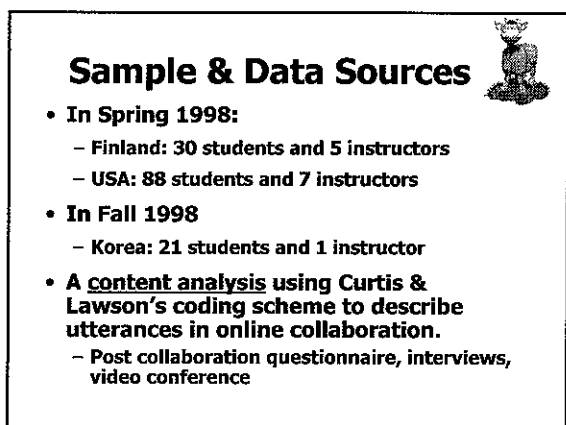 Sample & Data Sources
• In Spring 1998:
– Finland: 30 students and 5 instructors
– USA: 88 students and 7 instructors
• In Fall 1998
– Korea: 21 students and 1 instructor
• A content analysis using Curtis &
Lawson's coding scheme to describe
utterances in online collaboration.
– Post collaboration questionnaire, interviews,
video conference